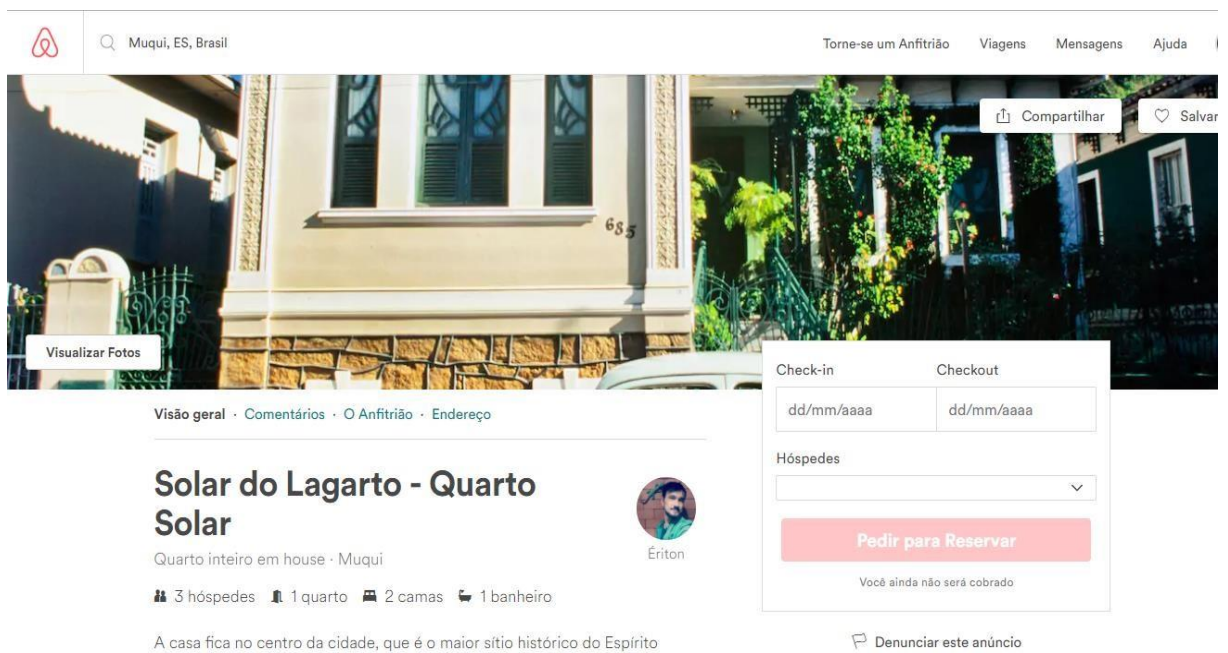 Muqui, ES, Brasil
Torne-se um Anfitrião Viagens Mensagens Ajuda
Compartilhar Salvar
685
Visualizar Fotos
Check-in Checkout
dd/mm/aaaa dd/mm/aaaa
Visão geral · Comentários · O Anfitrião · Endereço
Hóspedes
Solar do Lagarto - Quarto
Solar
Ériton
Pedir para Reservar
Quarto inteiro em house · Muqui
Você ainda não será cobrado
3 hóspedes 1 quarto 2 camas 1 banheiro
A casa fica no centro da cidade, que é o maior sítio histórico do Espírito
Denunciar este anúncio